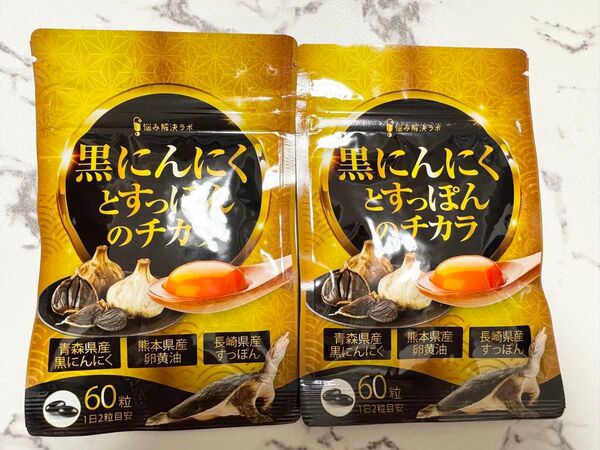 悩み解決ラボ
黒にんにく
とすっぽん
のチカラ
青森県産
黒にんにく
熊本県産
卵黄油
長崎県産
すっぽん
60粒
1日2粒目安
悩み解決ラボ
黒にんにく
とすっぽん
のチカラ
青森県産
黒にんにく
熊本県産
卵黄油
長崎県産
すっぽん
60粒
1日2粒目安